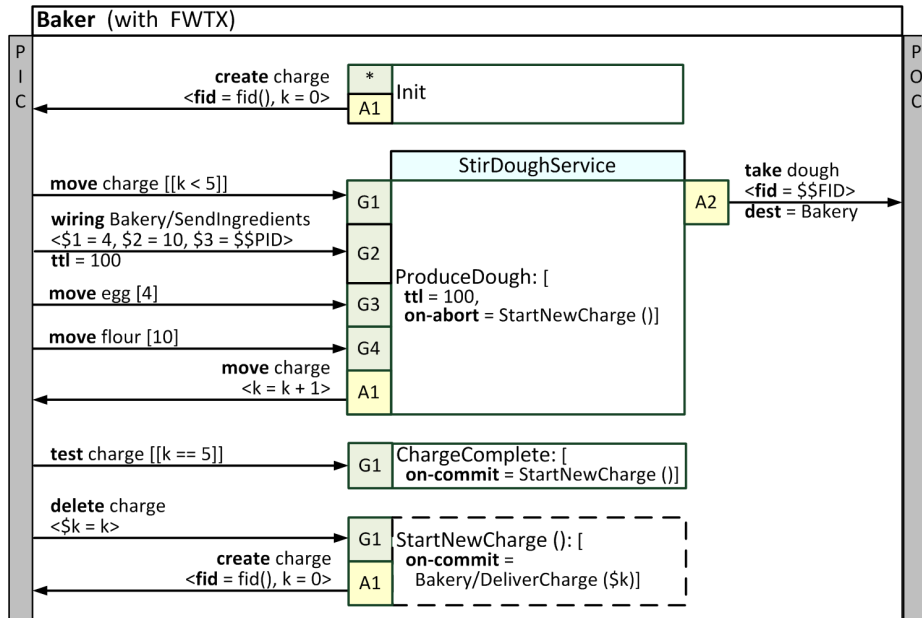 Baker (with FWTX)
P
I
C
P
O
C
create charge
<fid = fid(), k = 0>
*
A1
Init
StirDoughService
move charge [[k < 5]]
G1
wiring Bakery/SendIngredients
<$1 = 4, $2 = 10, $3 = $$PID>
ttl = 100
G2
move egg [4]
G3
move flour [10]
G4
move charge
<k = k + 1>
A1
ProduceDough: [
ttl = 100,
on-abort = StartNewCharge ()]
A2
take dough
<fid = $$FID>
dest = Bakery
test charge [[k == 5]]
G1
ChargeComplete: [
on-commit = StartNewCharge ()]
delete charge
<$k = k>
G1
create charge
<fid = fid(), k = 0>
A1
StartNewCharge (): [
on-commit =
Bakery/DeliverCharge ($k)]